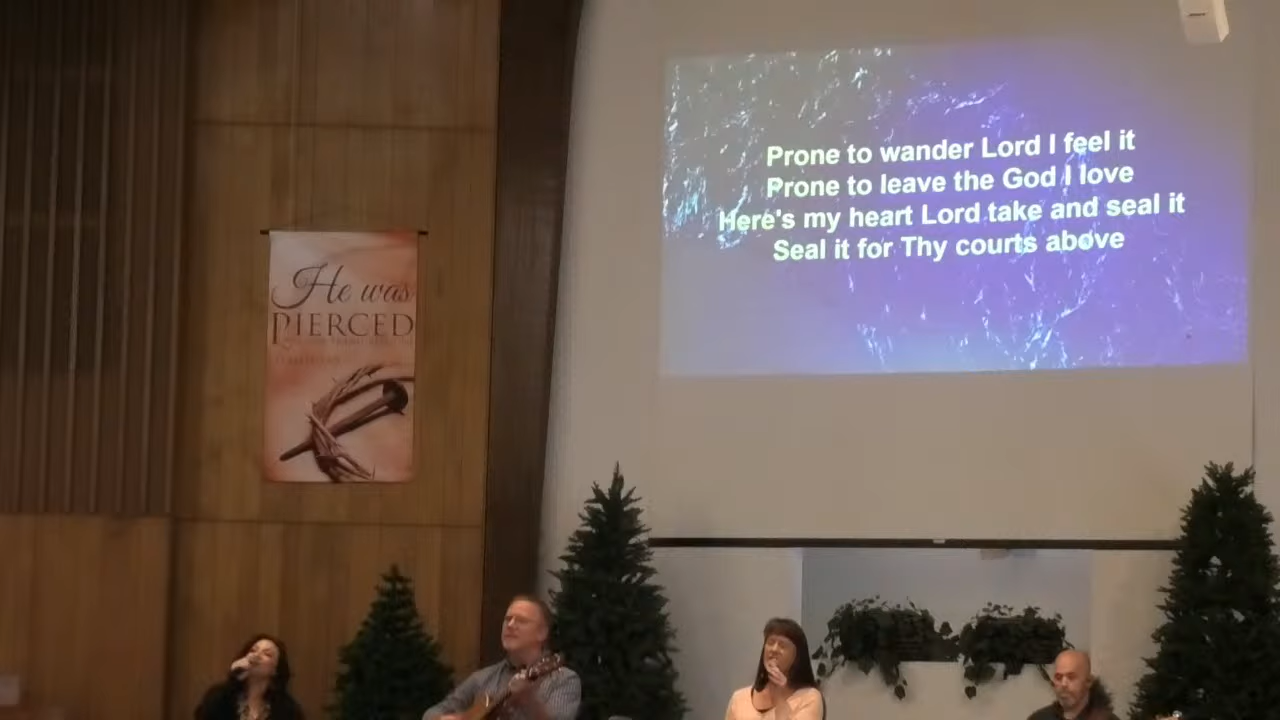 He was
PIERCED
Prone to wander Lord I feel it
Prone to leave the God I love
Here's my heart Lord take and seal it
Seal it for Thy courts above